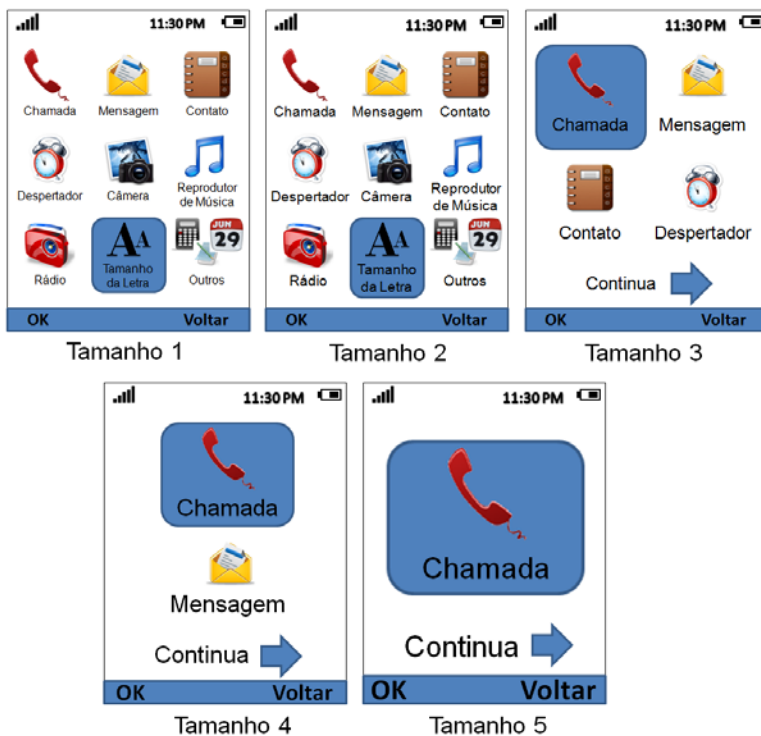 11:30 PM
Chamada Mensagem Contato
Despertador Câmera Reprodutor
de Música
Rádio Tamanho
da Letra Outros
JUN
29
OK Voltar
Tamanho 1
11:30 PM
Chamada Mensagem Contato
Despertador Câmera Reprodutor
de Música
Rádio Tamanho
da Letra Outros
JUN
29
OK Voltar
Tamanho 2
11:30 PM
Chamada Mensagem
Contato Despertador
Continua
OK Voltar
Tamanho 3
11:30 PM
Chamada
Mensagem
Continua
OK Voltar
Tamanho 4
11:30 PM
Chamada
Continua
OK Voltar
Tamanho 5